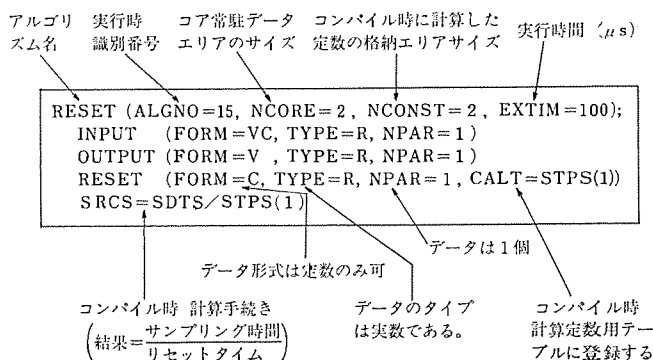 アルゴリ
ズム名
実行時
識別番号
コア常駐データ
エリアのサイズ
コンパイル時に計算した
定数の格納エリアサイズ
実行時間 (μs)
RESET (ALGNO=15, NCORE=2, NCONST=2, EXTIM=100);
INPUT (FORM=VC, TYPE=R, NPAR=1)
OUTPUT (FORM=V, TYPE=R, NPAR=1)
RESET (FORM=C, TYPE=R, NPAR=1, CALT=STPS(1))
SRCS=SDTS/STPS(1)
データは1個
データ形式は定数のみ可
コンパイル時 計算手続き
(結果=サンプリング時間/リセットタイム)
データのタイプ
は実数である。
コンパイル時
計算定数用テー
ブルに登録する